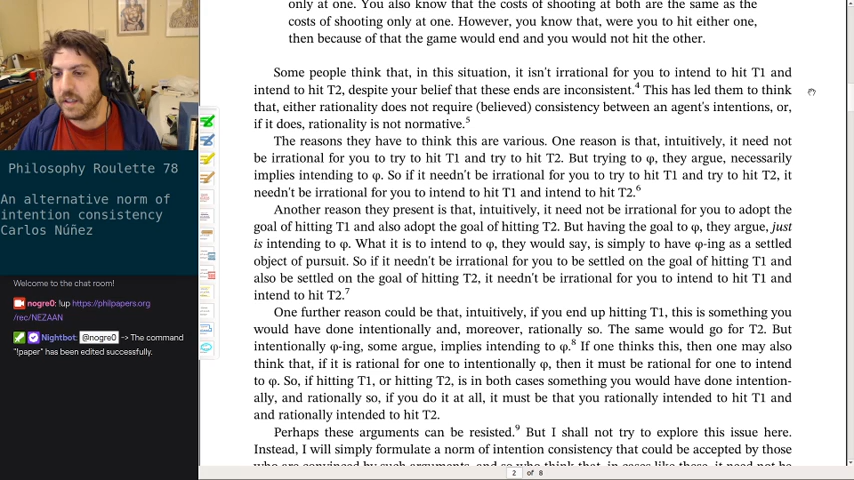 only at one. You also know that the costs of shooting at both are the same as the
costs of shooting only at one. However, you know that, were you to hit either one,
then because of that the game would end and you would not hit the other.
Some people think that, in this situation, it isn't irrational for you to intend to hit T1 and
intend to hit T2, despite your belief that these ends are inconsistent.4 This has led them to think
that, either rationality does not require (believed) consistency between an agent's intentions, or,
if it does, rationality is not normative.5
The reasons they have to think this are various. One reason is that, intuitively, it need not
be irrational for you to try to hit T1 and try to hit T2. But trying to φ, they argue, necessarily
implies intending to φ. So if it needn't be irrational for you to try to hit T1 and try to hit T2, it
needn't be irrational for you to intend to hit T1 and intend to hit T2.6
Another reason they present is that, intuitively, it need not be irrational for you to adopt the
goal of hitting T1 and also adopt the goal of hitting T2. But having the goal to φ, they argue, just
is intending to φ. What it is to intend to φ, they would say, is simply to have φ-ing as a settled
object of pursuit. So if it needn't be irrational for you to be settled on the goal of hitting T1 and
also be settled on the goal of hitting T2, it needn't be irrational for you to intend to hit T1 and
intend to hit T2.7
One further reason could be that, intuitively, if you end up hitting T1, this is something you
would have done intentionally and, moreover, rationally so. The same would go for T2. But
intentionally φ-ing, some argue, implies intending to φ.8 If one thinks this, then one may also
think that, if it is rational for one to intentionally φ, then it must be rational for one to intend
to φ. So, if hitting T1, or hitting T2, is in both cases something you would have done intention-
ally, and rationally so, if you do it at all, it must be that you rationally intended to hit T1 and
and rationally intended to hit T2.
Perhaps these arguments can be resisted.9 But I shall not try to explore this issue here.
Instead, I will simply formulate a norm of intention consistency that could be accepted by those
who are convinced by such arguments, and so who think that, in cases like these, it need not be
2 of 8
Philosophy Roulette 78
An alternative norm of
intention consistency
Carlos Núñez
Welcome to the chat room!
nogre0: !up https://philpapers.org
/rec/NEZAAN
Nightbot: @nogre0 -> The command
"!paper" has been edited successfully.